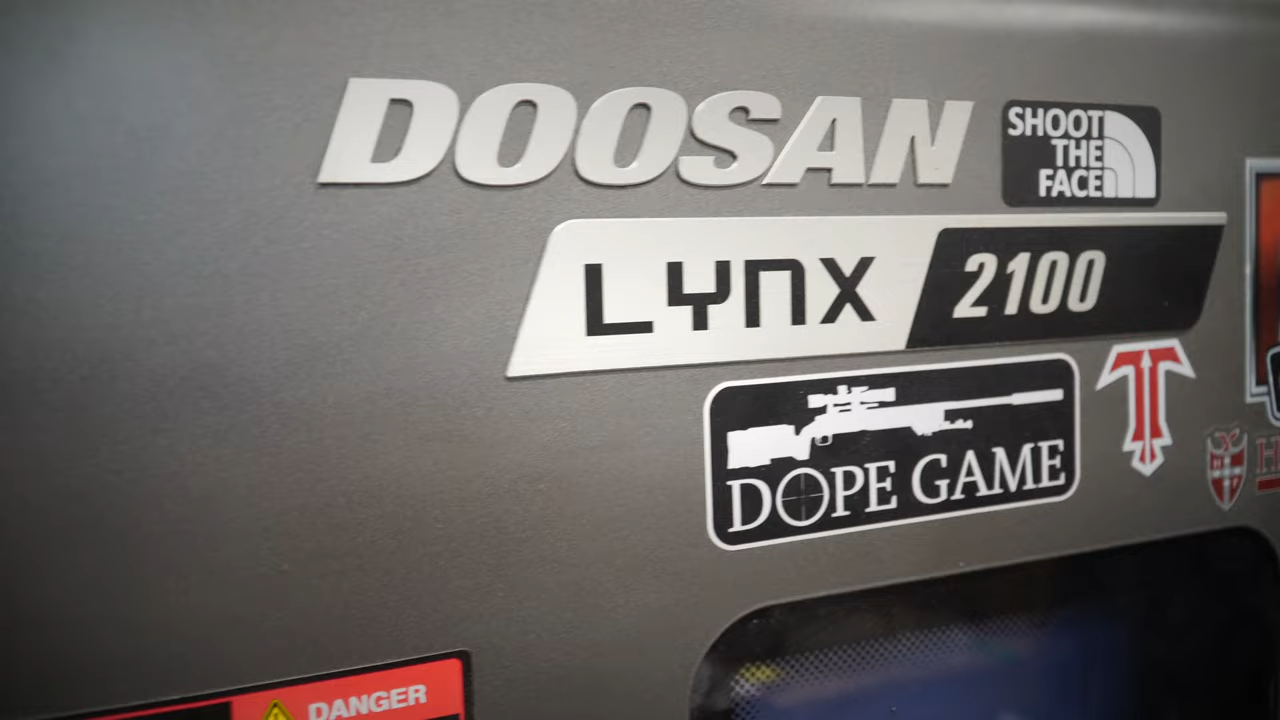 DOOSAN
SHOOT
THE
FACE
LYNX 2100
DOPE GAME
DANGER